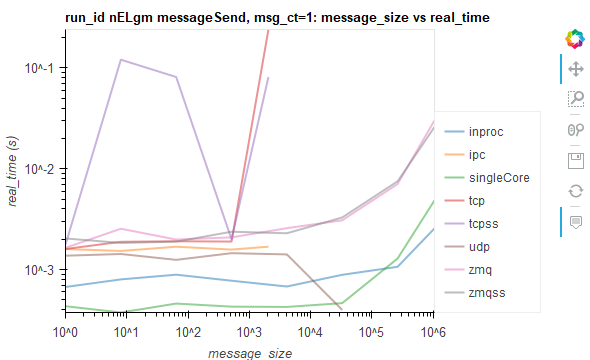 run_id nELgm messageSend, msg_ct=1: message_size vs real_time
10^-1
10^-2
10^-3
real_time (s)
10^0
10^1
10^2
10^3
10^4
10^5
10^6
message_size
inproc
ipc
singleCore
tcp
tcpss
udp
zmq
zmqss